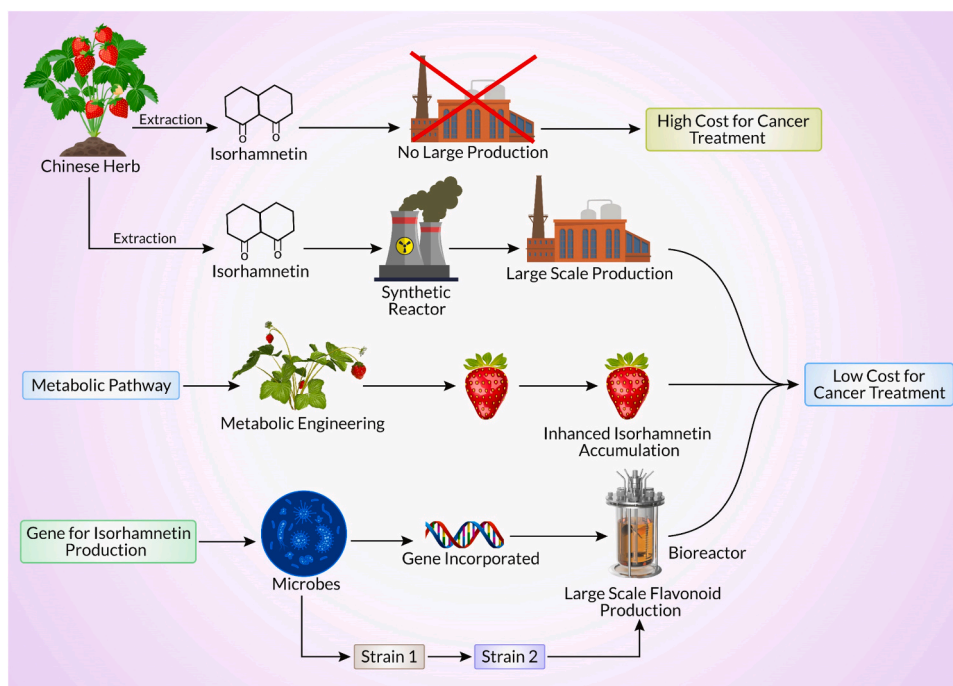 Extraction
Isorhamnetin
Chinese Herb
No Large Production
High Cost for Cancer
Treatment
Extraction
Isorhamnetin
Synthetic
Reactor
Large Scale Production
Metabolic Pathway
Metabolic Engineering
Inhanced Isorhamnetin
Accumulation
Low Cost for
Cancer Treatment
Gene for Isorhamnetin
Production
Microbes
Gene Incorporated
Bioreactor
Large Scale Flavonoid
Production
Strain 1
Strain 2
O
O
O
O